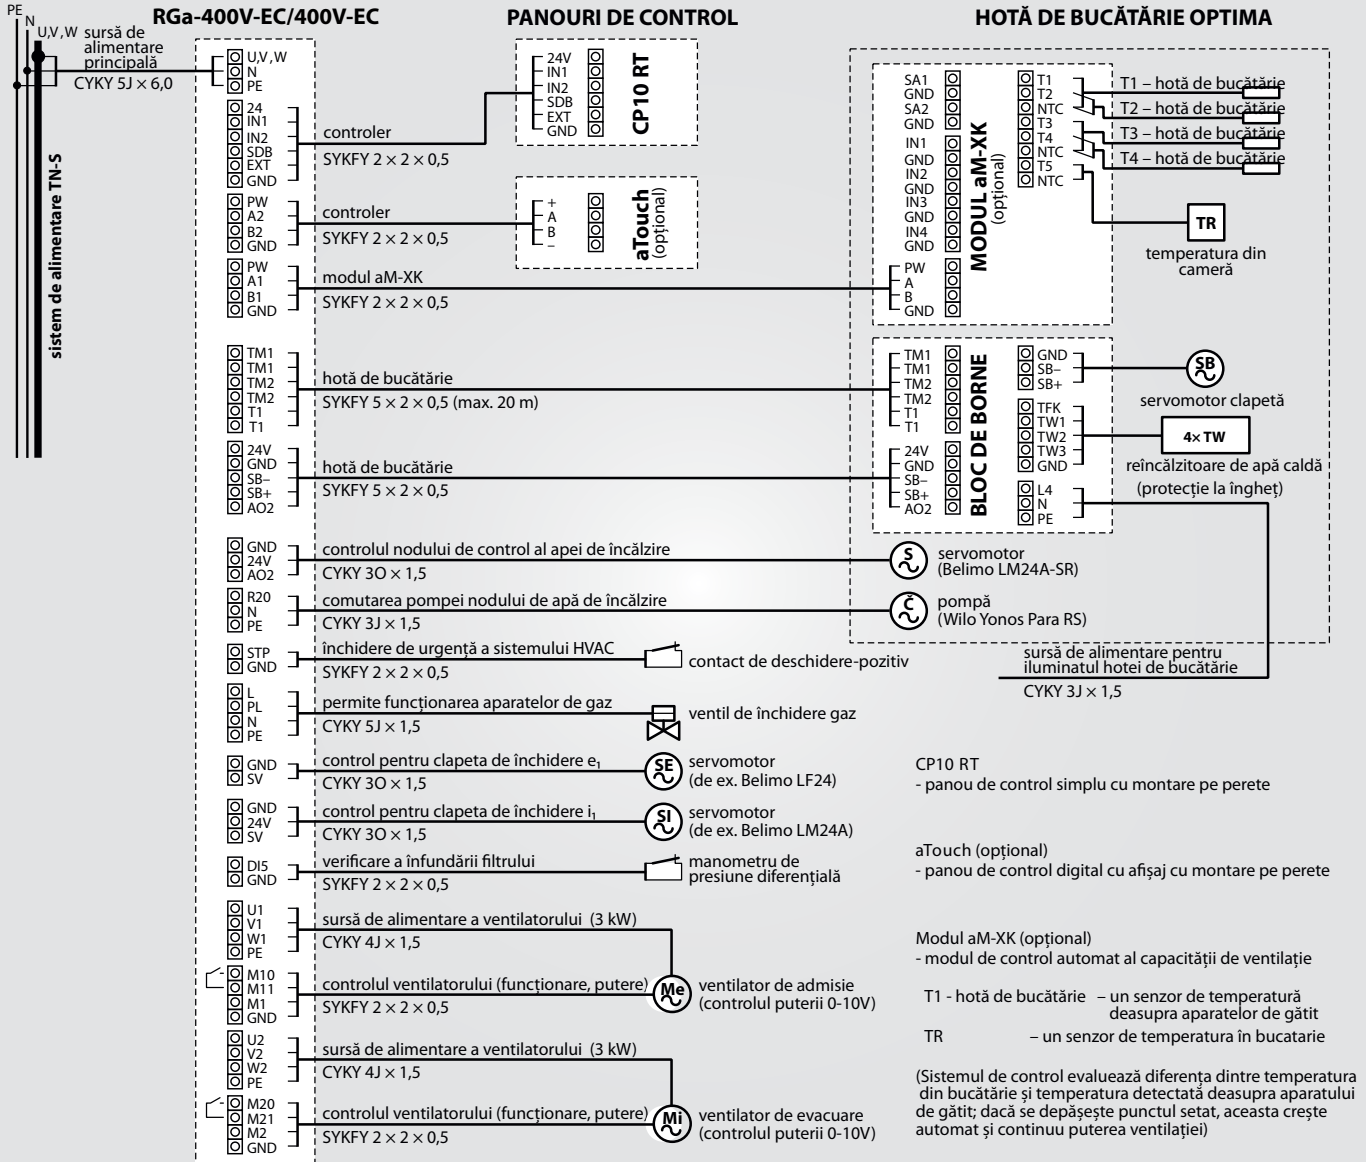 PE
N
U,V,W
RGa-400V-EC/400V-EC
PANOURI DE CONTROL
HOTĂ DE BUCĂTĂRIE OPTIMA
sursă de
alimentare
principală
CYKY 5J × 6,0
sistem de alimentare TN-S
U,V,W
N
PE
24
IN1
IN2
SDB
EXT
GND
controler
SYKFY 2 × 2 × 0,5
24V
IN1
IN2
SDB
EXT
GND
CP10 RT
PW
A2
B2
GND
controler
SYKFY 2 × 2 × 0,5
+
A
B
–
aTouch
(opțional)
PW
A1
B1
GND
modul aM-XK
SYKFY 2 × 2 × 0,5
SA1
GND
SA2
GND
IN1
GND
IN2
GND
IN3
GND
IN4
GND
PW
A
B
GND
MODUL aM-XK
(opțional)
T1
T2
NTC
T3
T4
NTC
T5
NTC
T1 – hotă de bucătărie
T2 – hotă de bucătărie
T3 – hotă de bucătărie
T4 – hotă de bucătărie
TR
temperatura din
cameră
TM1
TM1
TM2
TM2
T1
T1
hotă de bucătărie
SYKFY 5 × 2 × 0,5 (max. 20 m)
TM1
TM1
TM2
TM2
T1
T1
24V
GND
SB–
SB+
AO2
hotă de bucătărie
SYKFY 5 × 2 × 0,5
24V
GND
SB–
SB+
AO2
BLOC DE BORNE
GND
SB–
SB+
SB
servomotor clapetă
TFK
TW1
TW2
TW3
GND
4× TW
reîncălzitoare de apă caldă
(protecție la îngheț)
L4
N
PE
GND
24V
AO2
controlul nodului de control al apei de încălzire
CYKY 3O × 1,5
S
servomotor
(Belimo LM24A-SR)
R20
N
PE
comutarea pompei nodului de apă de încălzire
CYKY 3J × 1,5
Č
pompă
(Wilo Yonos Para RS)
STP
GND
închidere de urgență a sistemului HVAC
SYKFY 2 × 2 × 0,5
contact de deschidere-pozitiv
sursă de alimentare pentru
iluminatul hotei de bucătărie
CYKY 3J × 1,5
L
PL
N
PE
permite funcționarea aparatelor de gaz
CYKY 5J × 1,5
ventil de închidere gaz
GND
SV
control pentru clapeta de închidere e₁
CYKY 3O × 1,5
SE
servomotor
(de ex. Belimo LF24)
GND
24V
SV
control pentru clapeta de închidere i₁
CYKY 3O × 1,5
SI
servomotor
(de ex. Belimo LM24A)
DI5
GND
verificare a înfundării filtrului
SYKFY 2 × 2 × 0,5
manometru de
presiune diferențială
U1
V1
W1
PE
sursă de alimentare a ventilatorului (3 kW)
CYKY 4J × 1,5
M10
M11
M1
GND
controlul ventilatorului (funcționare, putere)
SYKFY 2 × 2 × 0,5
Me
ventilator de admisie
(controlul puterii 0-10V)
U2
V2
W2
PE
sursă de alimentare a ventilatorului (3 kW)
CYKY 4J × 1,5
M20
M21
M2
GND
controlul ventilatorului (funcționare, putere)
SYKFY 2 × 2 × 0,5
Mi
ventilator de evacuare
(controlul puterii 0-10V)
CP10 RT
- panou de control simplu cu montare pe perete
aTouch (opțional)
- panou de control digital cu afișaj cu montare pe perete
Modul aM-XK (opțional)
- modul de control automat al capacității de ventilație
T1 - hotă de bucătărie – un senzor de temperatură
deasupra aparatelor de gătit
TR – un senzor de temperatura în bucatarie
(Sistemul de control evaluează diferența dintre temperatura
din bucătărie și temperatura detectată deasupra aparatului
de gătit; dacă se depășește punctul setat, aceasta crește
automat și continuu puterea ventilației)